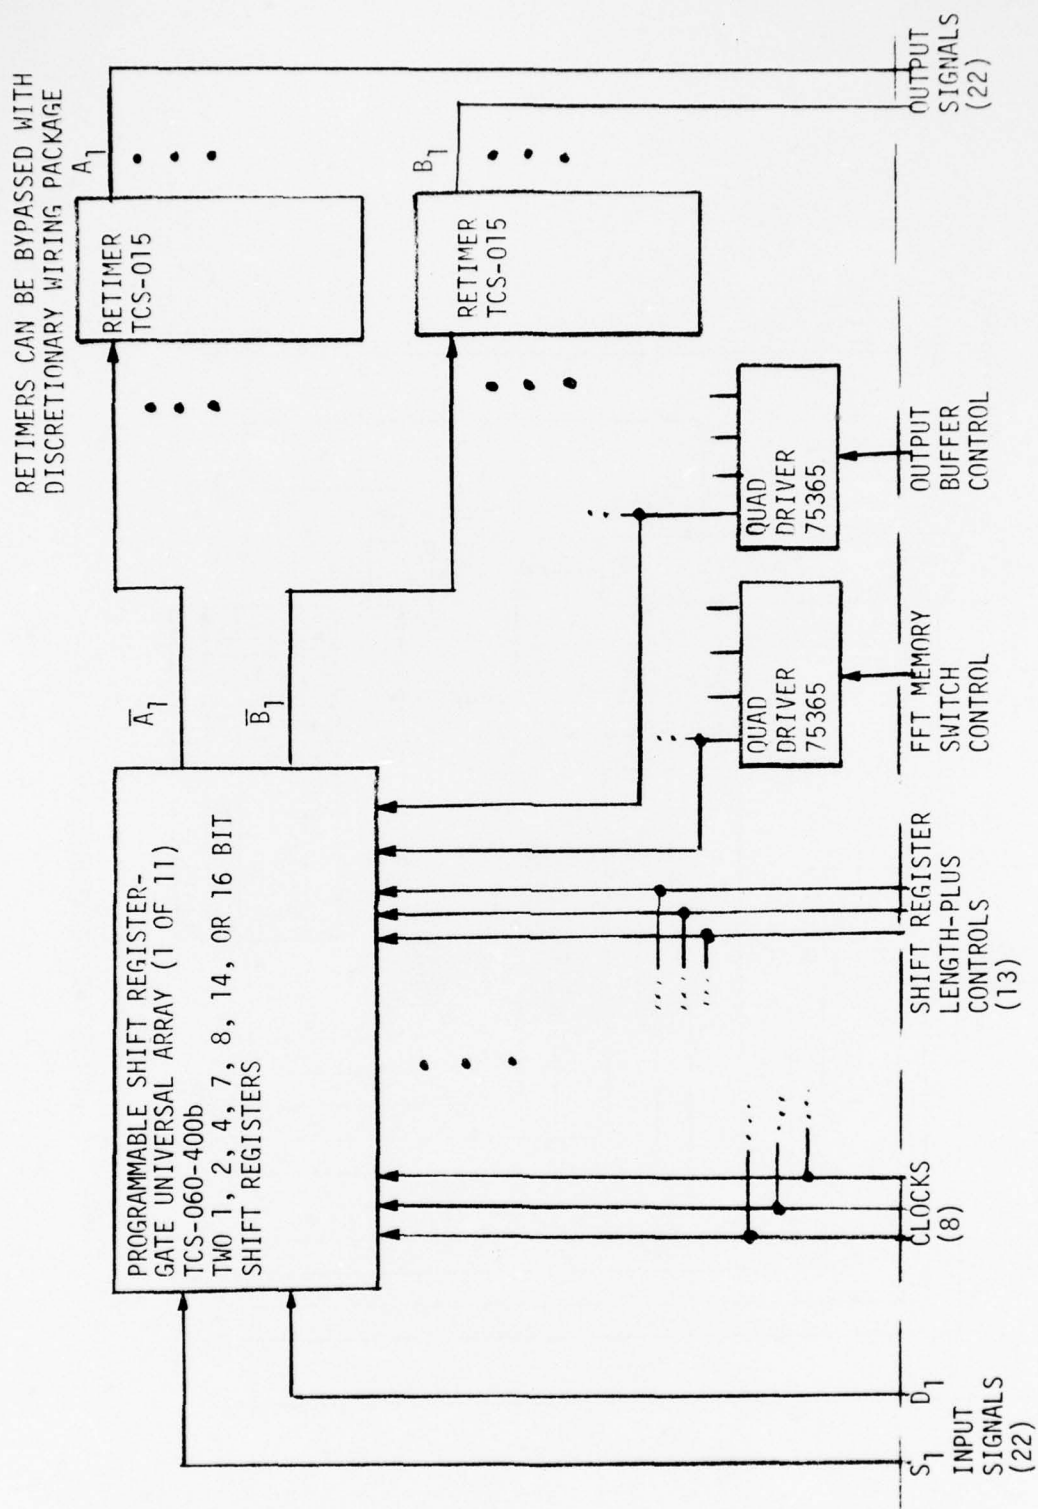 RETIMERS CAN BE BYPASSED WITH
DISCRETIONARY WIRING PACKAGE
PROGRAMMABLE SHIFT REGISTER-
GATE UNIVERSAL ARRAY (1 OF 11)
TCS-060-400b
TWO 1, 2, 4, 7, 8, 14, OR 16 BIT
SHIFT REGISTERS
A̅1
B̅1
RETIMER
TCS-015
A1
RETIMER
TCS-015
B1
QUAD
DRIVER
75365
QUAD
DRIVER
75365
S1
D1
INPUT
SIGNALS
(22)
CLOCKS
(8)
SHIFT REGISTER
LENGTH-PLUS
CONTROLS
(13)
FFT MEMORY
SWITCH
CONTROL
OUTPUT
BUFFER
CONTROL
OUTPUT
SIGNALS
(22)